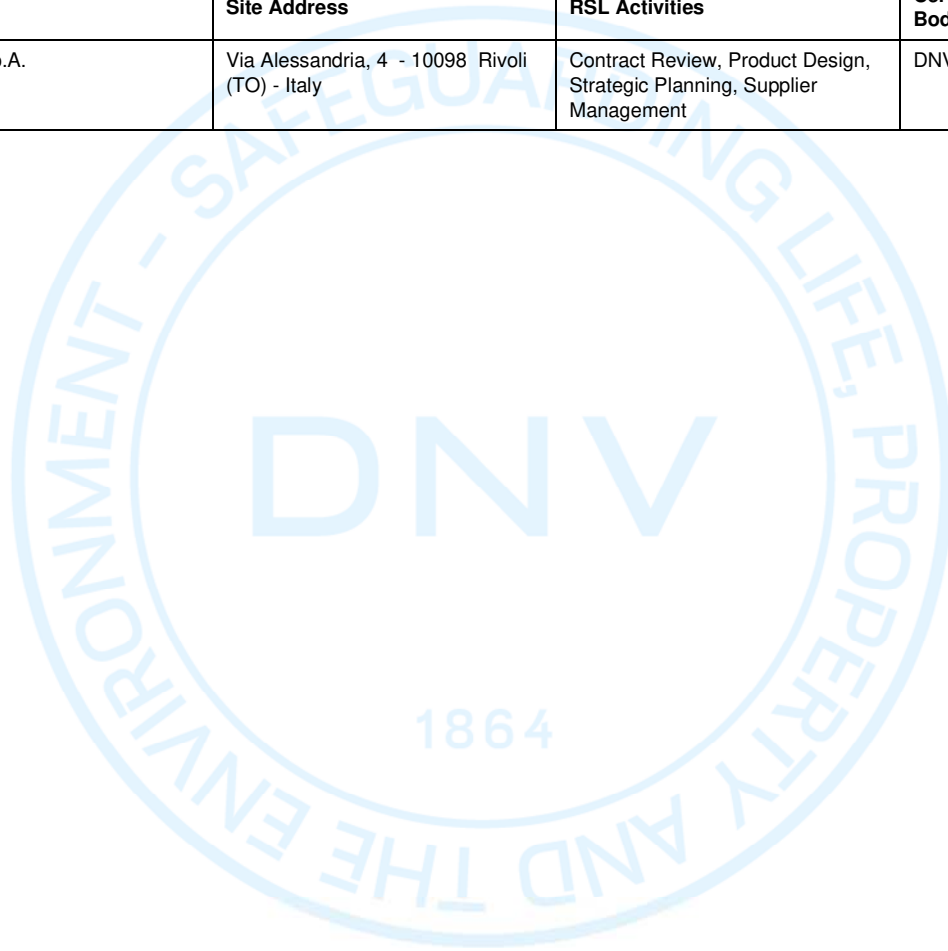 Site Address
RSL Activities
.A.
Via Alessandria, 4 - 10098 Rivoli
(TO) - Italy
Contract Review, Product Design,
Strategic Planning, Supplier
Management
DNV
SAFEGUARDING LIFE, PROPERTY AND THE ENVIRONMENT -
DNV
1864